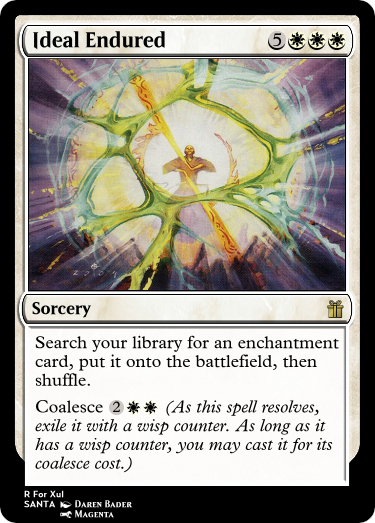 Ideal Endured 5
Sorcery
Search your library for an enchantment
card, put it onto the battlefield, then
shuffle.
Coalesce 2 (As this spell resolves,
exile it with a wisp counter. As long as it
has a wisp counter, you may cast it for its
coalesce cost.)
R For Xul
SANTA Daren Bader
Magenta